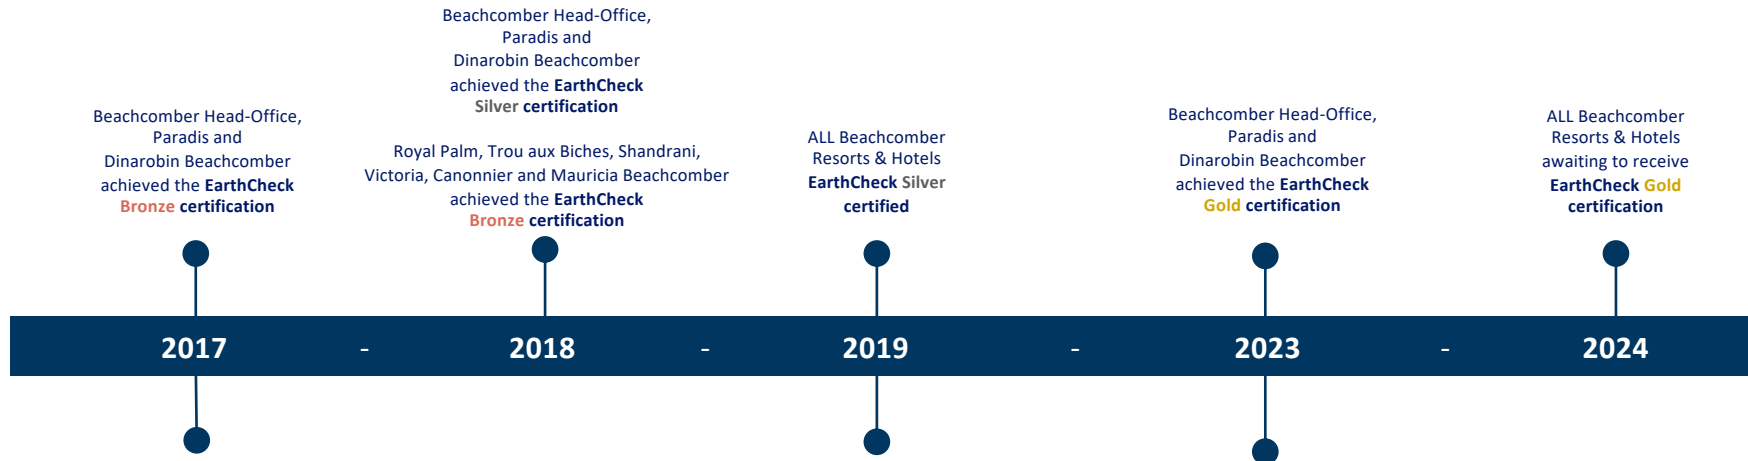 Beachcomber Head-Office,
Paradis and
Dinarobin Beachcomber
achieved the EarthCheck
Bronze certification
Beachcomber Head-Office,
Paradis and
Dinarobin Beachcomber
achieved the EarthCheck
Silver certification
Royal Palm, Trou aux Biches, Shandrani,
Victoria, Canonnier and Mauricia Beachcomber
achieved the EarthCheck
Bronze certification
ALL Beachcomber
Resorts & Hotels
EarthCheck Silver
certified
Beachcomber Head-Office,
Paradis and
Dinarobin Beachcomber
achieved the EarthCheck
Gold certification
ALL Beachcomber
Resorts & Hotels
awaiting to receive
EarthCheck Gold
certification
2017 - 2018 - 2019 - 2023 - 2024